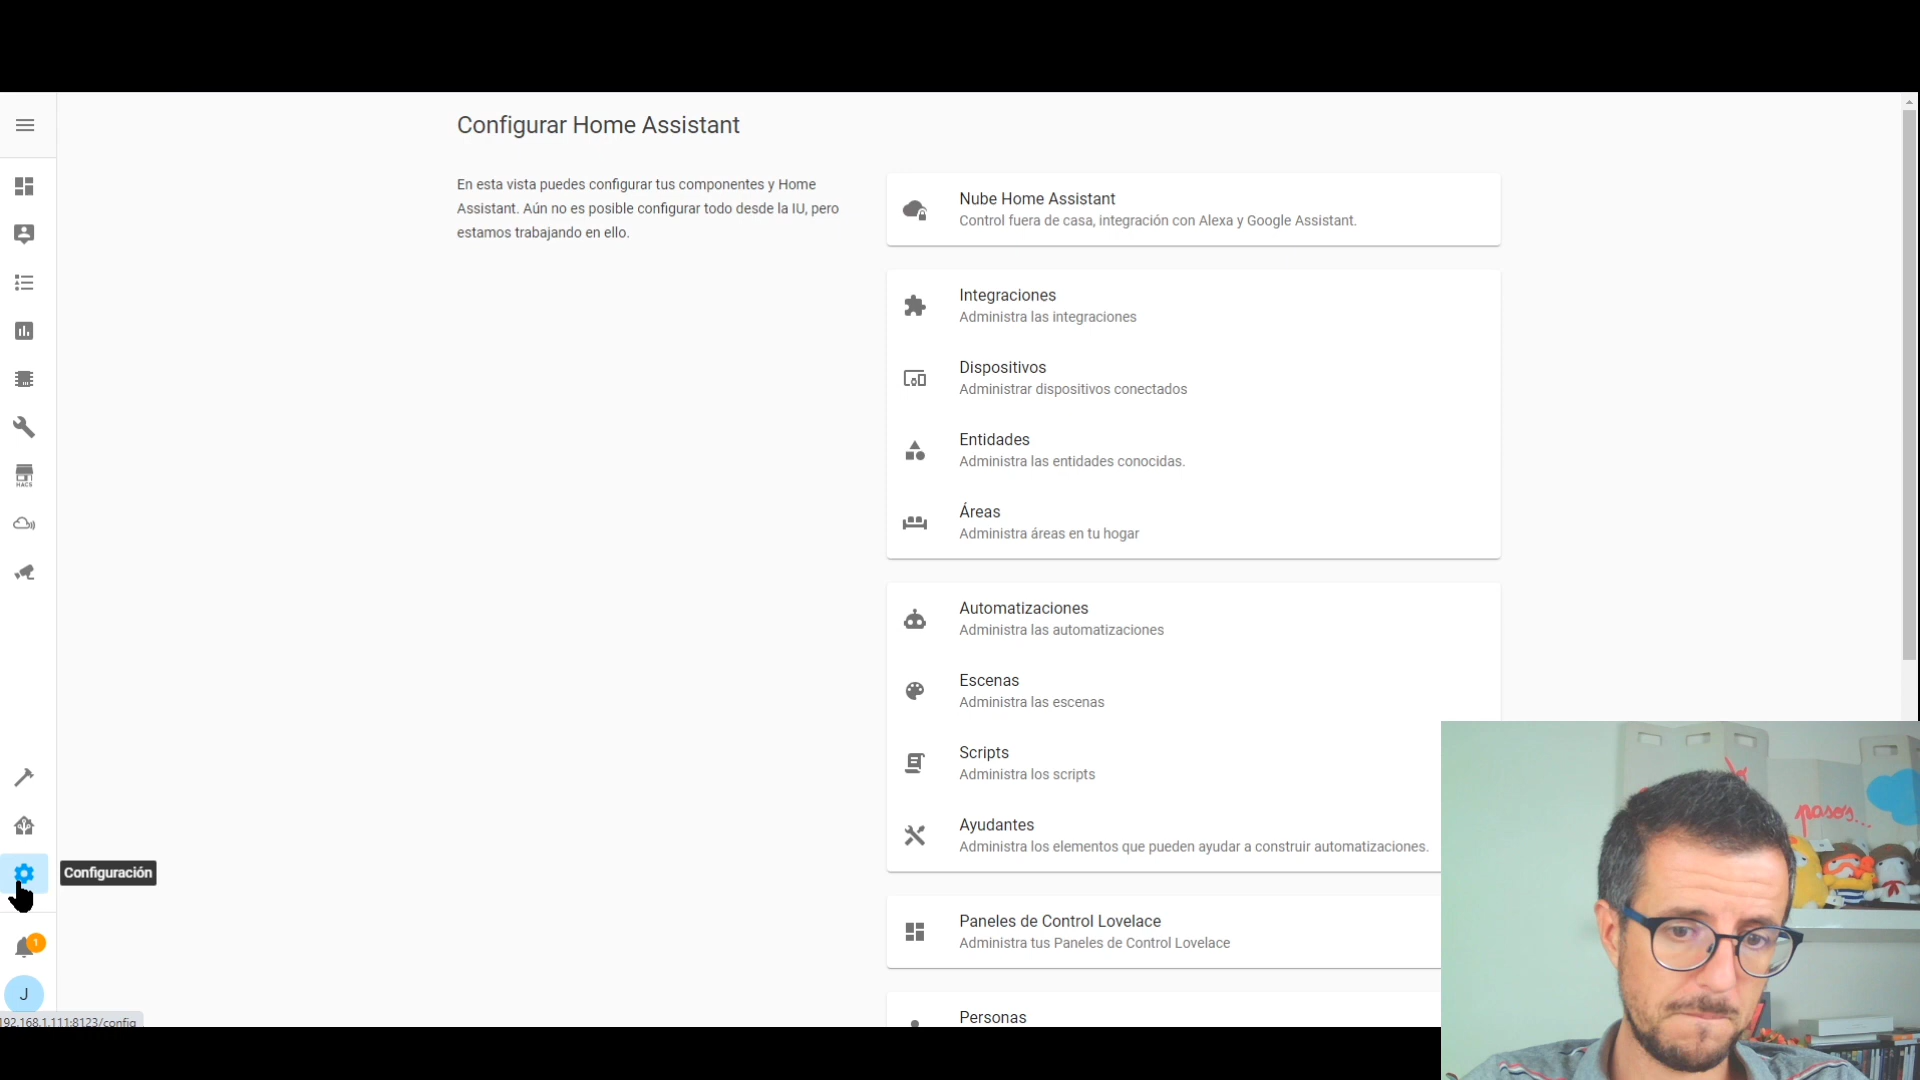 Configurar Home Assistant
En esta vista puedes configurar tus componentes y Home
Assistant. Aún no es posible configurar todo desde la IU, pero
estamos trabajando en ello.
Nube Home Assistant
Control fuera de casa, integración con Alexa y Google Assistant.
Integraciones
Administra las integraciones
Dispositivos
Administrar dispositivos conectados
Entidades
Administra las entidades conocidas.
Áreas
Administra áreas en tu hogar
Automatizaciones
Administra las automatizaciones
Escenas
Administra las escenas
Scripts
Administra los scripts
Ayudantes
Administra los elementos que pueden ayudar a construir automatizaciones.
Paneles de Control Lovelace
Administra tus Paneles de Control Lovelace
Personas
HACS
Configuración
1
J
192.168.1.111:8123/config
pasos...